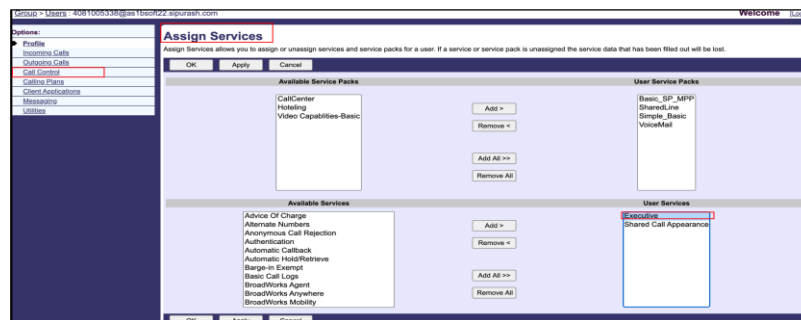 Group > Users : 4081005338@as1bsoft22.sipurash.com
Welcome
Options:
Profile
Incoming Calls
Outgoing Calls
Call Control
Calling Plans
Client Applications
Messaging
Utilities
Assign Services
Assign Services allows you to assign or unassign services and service packs for a user. If a service or service pack is unassigned the service data that has been filled out will be lost.
OK Apply Cancel
Available Service Packs User Service Packs
CallCenter
Hoteling
Video Capablities-Basic
Add >
Remove <
Add All >>
Remove All
Basic_SP_MPP
SharedLine
Simple_Basic
VoiceMail
Available Services User Services
Advice Of Charge
Alternate Numbers
Anonymous Call Rejection
Authentication
Automatic Callback
Automatic Hold/Retrieve
Barge-in Exempt
Basic Call Logs
BroadWorks Agent
BroadWorks Anywhere
BroadWorks Mobility
Add >
Remove <
Add All >>
Remove All
Executive
Shared Call Appearance
OK Apply Cancel